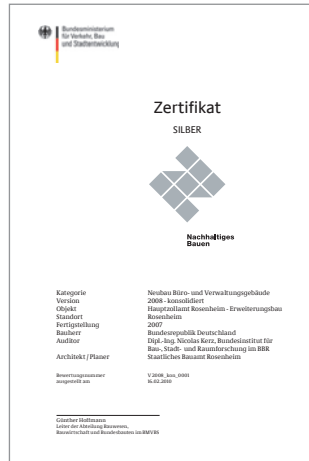 Bundesministerium
für Verkehr, Bau
und Stadtentwicklung
Zertifikat
SILBER
Nachhaltiges
Bauen
Kategorie Neubau Büro- und Verwaltungsgebäude
Version 2008 - konsolidiert
Objekt Hauptzollamt Rosenheim - Erweiterungsbau
Standort Rosenheim
Fertigstellung 2007
Bauherr Bundesrepublik Deutschland
Auditor Dipl.-Ing. Nicolas Kerz, Bundesinstitut für
Bau-, Stadt- und Raumforschung im BBR
Architekt / Planer Staatliches Bauamt Rosenheim
Bewertungsnummer V 2008_kon_0001
ausgestellt am 16.02.2010
Günther Hoffmann
Leiter der Abteilung Bauwesen,
Bauwirtschaft und Bundesbauten im BMVBS